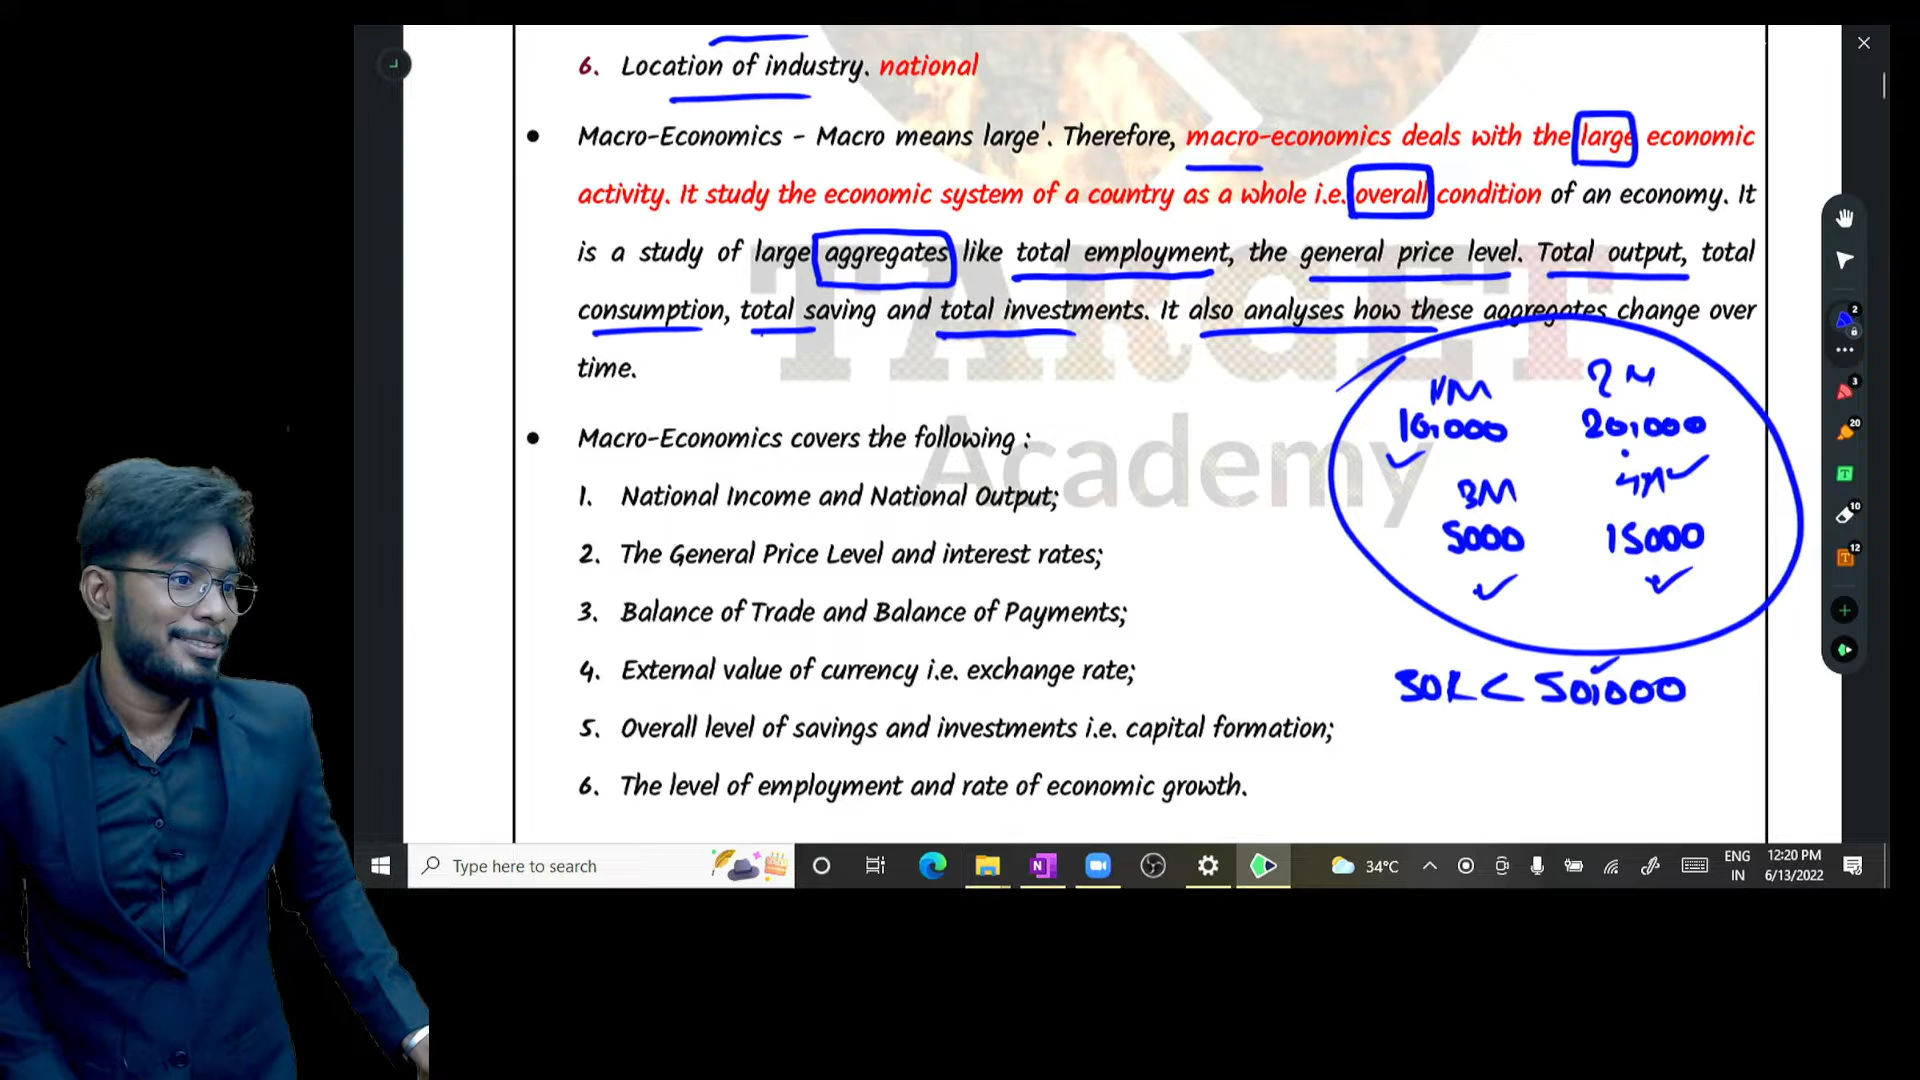 6. Location of industry. national
• Macro-Economics - Macro means large'. Therefore, macro-economics deals with the large economic
activity. It study the economic system of a country as a whole i.e. overall condition of an economy. It
is a study of large aggregates like total employment, the general price level. Total output, total
consumption, total saving and total investments. It also analyses how these aggregates change over
time.
• Macro-Economics covers the following :
1. National Income and National Output;
2. The General Price Level and interest rates;
3. Balance of Trade and Balance of Payments;
4. External value of currency i.e. exchange rate;
5. Overall level of savings and investments i.e. capital formation;
6. The level of employment and rate of economic growth.
TARGET
Academy
1M 2M
10,000 20,000
3M 4M
5000 15000
50,000
Type here to search
34°C
ENG
IN
12:20 PM
6/13/2022
2
3
20
10
12